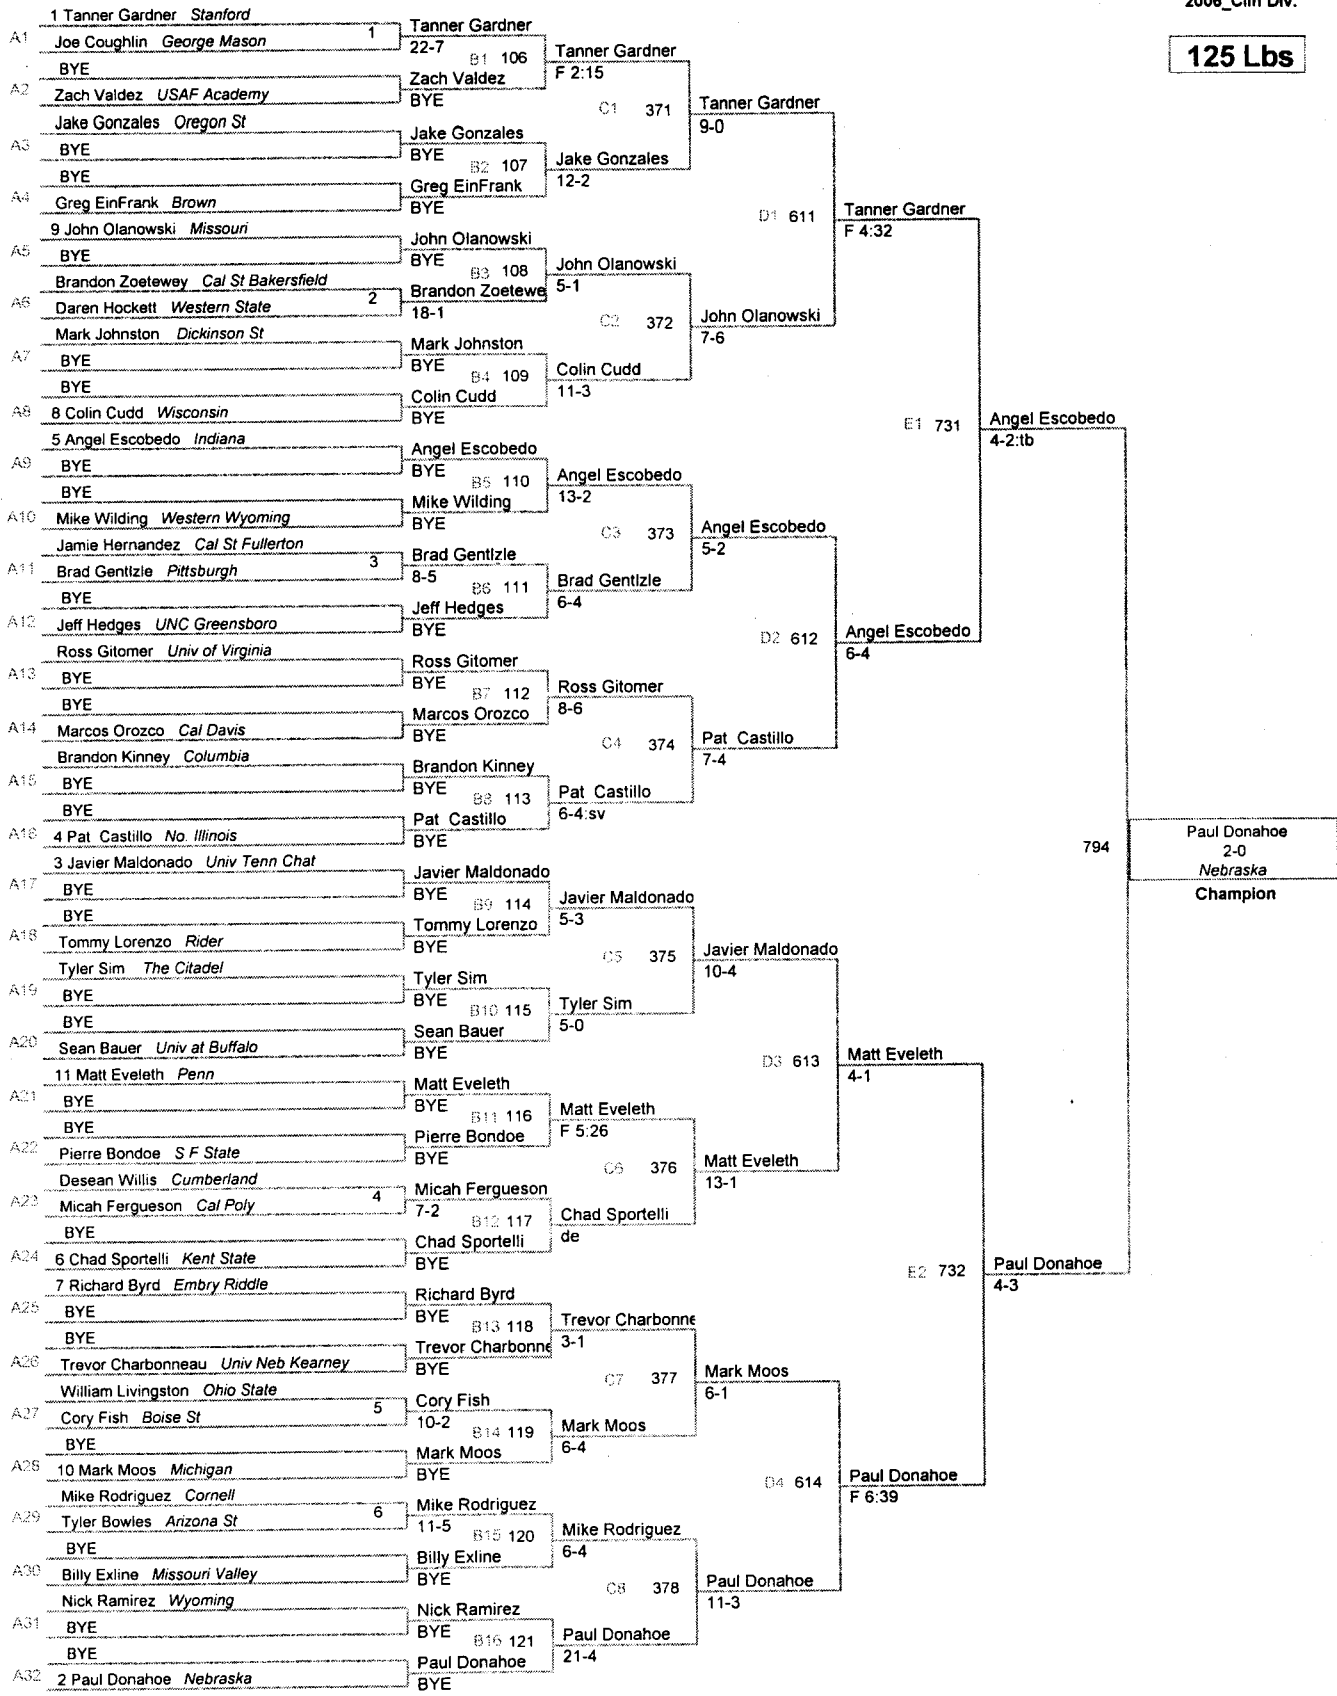 2006_Cliff Div.
125 Lbs
1 Tanner Gardner Stanford
A1
Joe Coughlin George Mason
1
BYE
A2
Zach Valdez USAF Academy
Jake Gonzales Oregon St
A3
BYE
BYE
A4
Greg EinFrank Brown
9 John Olanowski Missouri
A5
BYE
Brandon Zoetewey Cal St Bakersfield
A6
Daren Hockett Western State
2
Mark Johnston Dickinson St
A7
BYE
BYE
A8
8 Colin Cudd Wisconsin
5 Angel Escobedo Indiana
A9
BYE
BYE
A10
Mike Wilding Western Wyoming
Jamie Hernandez Cal St Fullerton
A11
Brad Gentizle Pittsburgh
3
BYE
A12
Jeff Hedges UNC Greensboro
Ross Gitomer Univ of Virginia
A13
BYE
BYE
A14
Marcos Orozco Cal Davis
Brandon Kinney Columbia
A15
BYE
BYE
A16
4 Pat Castillo No. Illinois
3 Javier Maldonado Univ Tenn Chat
A17
BYE
BYE
A18
Tommy Lorenzo Rider
Tyler Sim The Citadel
A19
BYE
BYE
A20
Sean Bauer Univ at Buffalo
11 Matt Eveleth Penn
A21
BYE
BYE
A22
Pierre Bondoe S F State
Desean Willis Cumberland
A23
Micah Fergueson Cal Poly
4
BYE
A24
6 Chad Sportelli Kent State
7 Richard Byrd Embry Riddle
A25
BYE
BYE
A26
Trevor Charbonneau Univ Neb Kearney
William Livingston Ohio State
A27
Cory Fish Boise St
5
BYE
A28
10 Mark Moos Michigan
Mike Rodriguez Cornell
A29
Tyler Bowles Arizona St
6
BYE
A30
Billy Exline Missouri Valley
Nick Ramirez Wyoming
A31
BYE
BYE
A32
2 Paul Donahoe Nebraska
Tanner Gardner
22-7
B1 106
Zach Valdez
BYE
Jake Gonzales
BYE
B2 107
Greg EinFrank
BYE
John Olanowski
BYE
B3 108
Brandon Zoetewe
18-1
Mark Johnston
BYE
B4 109
Colin Cudd
BYE
Angel Escobedo
BYE
B5 110
Mike Wilding
BYE
Brad Gentizle
8-5
B6 111
Jeff Hedges
BYE
Ross Gitomer
BYE
B7 112
Marcos Orozco
BYE
Brandon Kinney
BYE
B8 113
Pat Castillo
BYE
Javier Maldonado
BYE
B9 114
Tommy Lorenzo
BYE
Tyler Sim
BYE
B10 115
Sean Bauer
BYE
Matt Eveleth
BYE
B11 116
Pierre Bondoe
BYE
Micah Fergueson
7-2
B12 117
Chad Sportelli
BYE
Richard Byrd
BYE
B13 118
Trevor Charbonne
BYE
Cory Fish
10-2
B14 119
Mark Moos
BYE
Mike Rodriguez
11-5
B15 120
Billy Exline
BYE
Nick Ramirez
BYE
B16 121
Paul Donahoe
BYE
Tanner Gardner
F 2:15
C1 371
Jake Gonzales
12-2
John Olanowski
5-1
C2 372
Colin Cudd
11-3
Angel Escobedo
13-2
C3 373
Brad Gentizle
6-4
Ross Gitomer
8-6
C4 374
Pat Castillo
6-4:sv
Javier Maldonado
5-3
C5 375
Tyler Sim
5-0
Matt Eveleth
F 5:26
C6 376
Chad Sportelli
de
Trevor Charbonne
3-1
C7 377
Mark Moos
6-4
Mike Rodriguez
6-4
C8 378
Paul Donahoe
21-4
Tanner Gardner
9-0
D1 611
John Olanowski
7-6
Angel Escobedo
5-2
D2 612
Pat Castillo
7-4
Javier Maldonado
10-4
D3 613
Matt Eveleth
13-1
Mark Moos
6-1
D4 614
Paul Donahoe
11-3
Tanner Gardner
F 4:32
E1 731
Angel Escobedo
6-4
Matt Eveleth
4-1
E2 732
Paul Donahoe
F 6:39
Angel Escobedo
4-2:tb
794
Paul Donahoe
4-3
Paul Donahoe
2-0
Nebraska
Champion